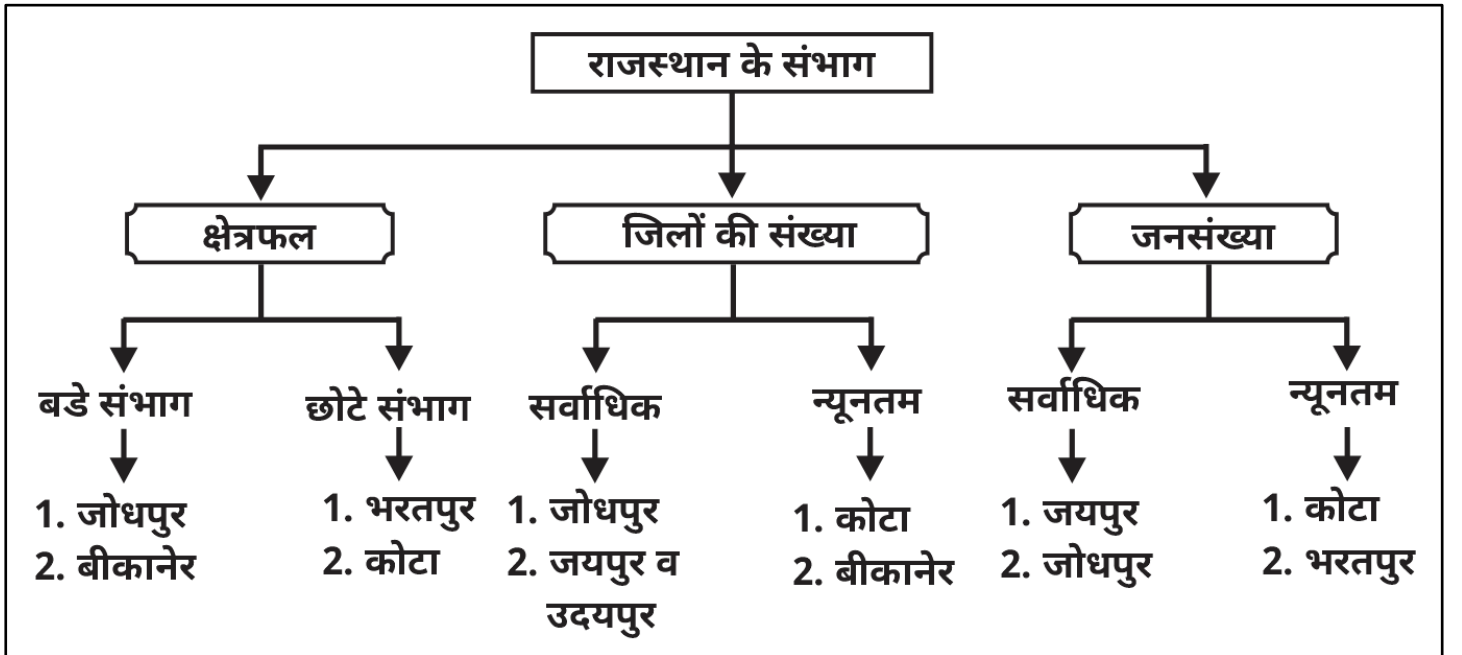 राजस्थान के संभाग
क्षेत्रफल
जिलों की संख्या
जनसंख्या
बडे संभाग
छोटे संभाग
सर्वाधिक
न्यूनतम
सर्वाधिक
न्यूनतम
1. जोधपुर
2. बीकानेर
1. भरतपुर
2. कोटा
1. जोधपुर
2. जयपुर व
उदयपुर
1. कोटा
2. बीकानेर
1. जयपुर
2. जोधपुर
1. कोटा
2. भरतपुर